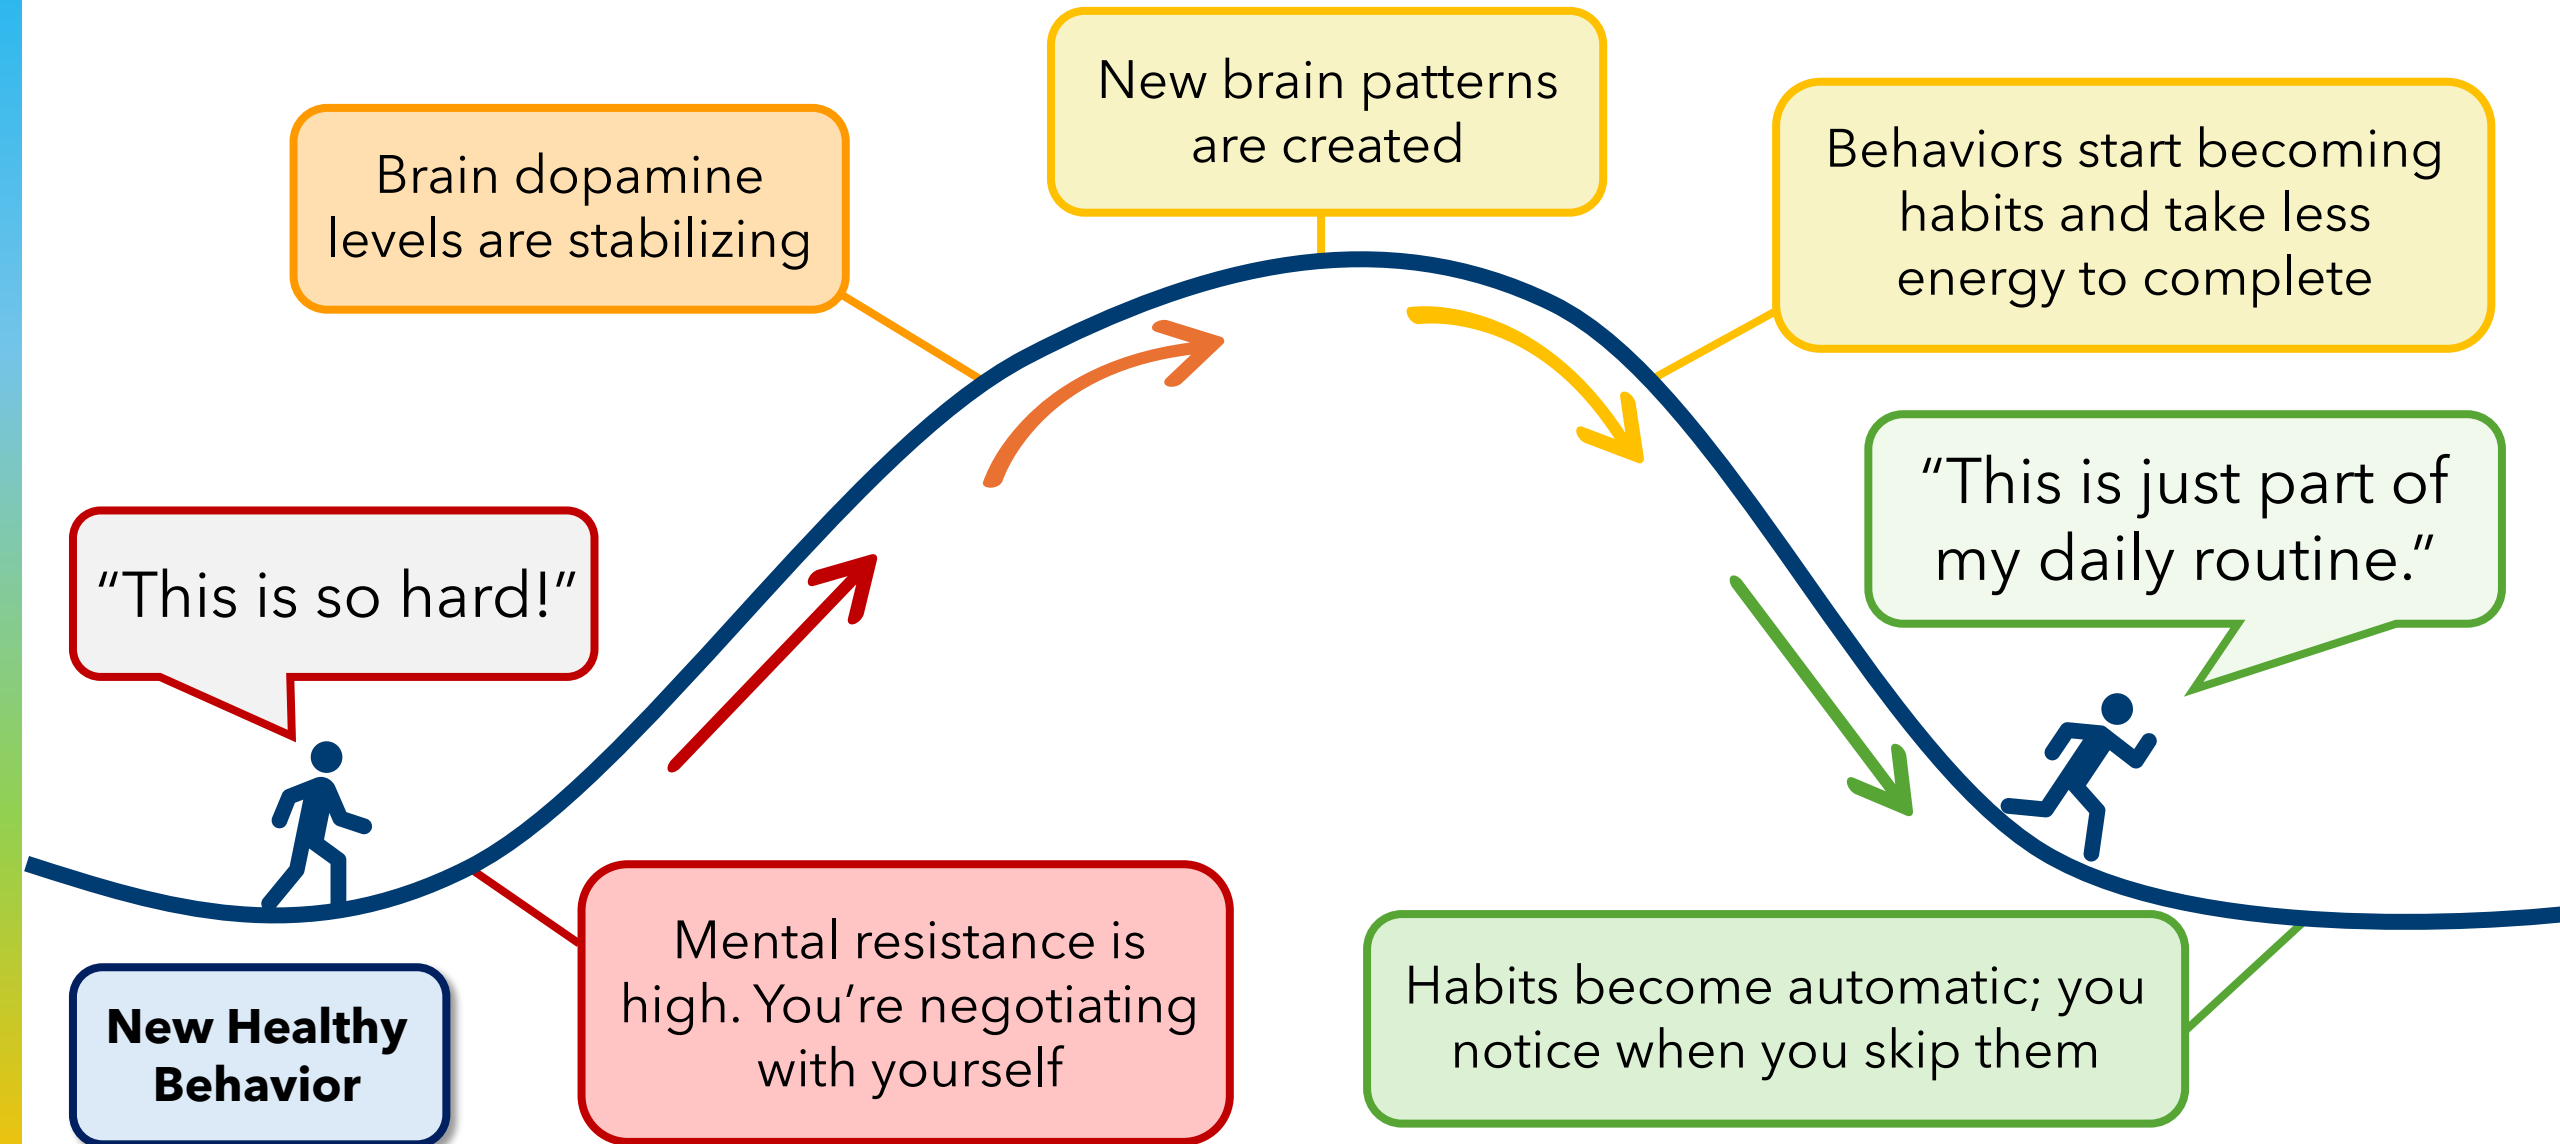 New Healthy
Behavior
“This is so hard!”
Mental resistance is
high. You’re negotiating
with yourself
Brain dopamine
levels are stabilizing
New brain patterns
are created
Behaviors start becoming
habits and take less
energy to complete
“This is just part of
my daily routine.”
Habits become automatic; you
notice when you skip them